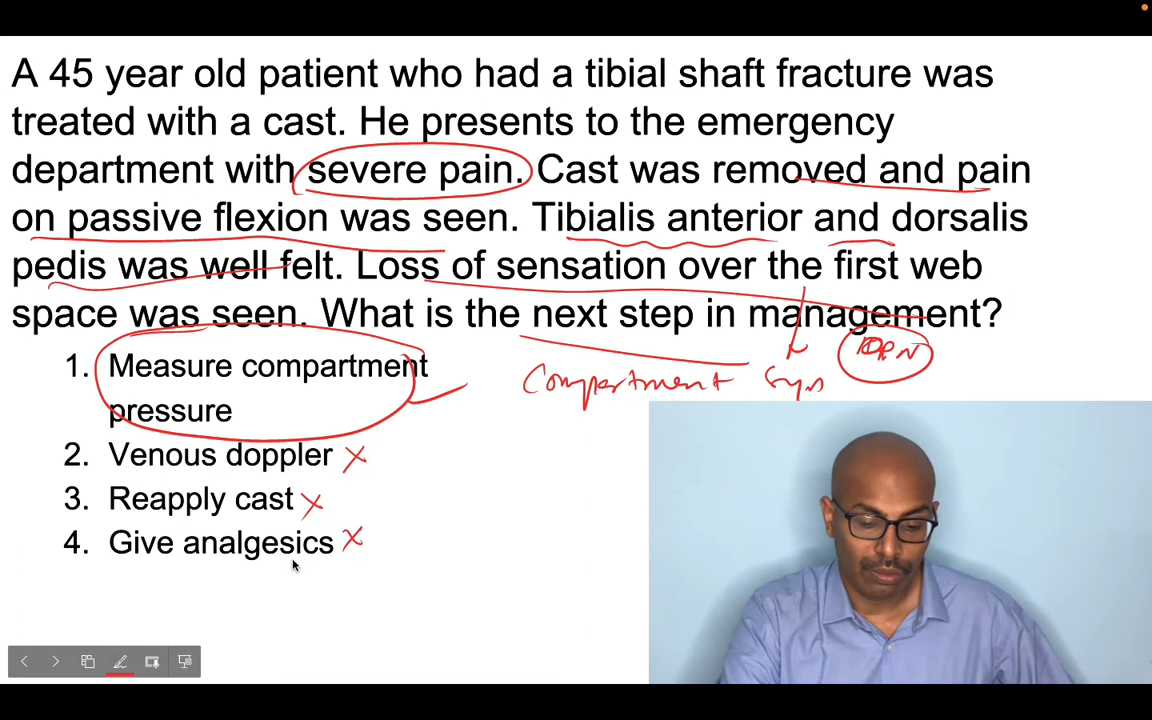 A 45 year old patient who had a tibial shaft fracture was
treated with a cast. He presents to the emergency
department with severe pain. Cast was removed and pain
on passive flexion was seen. Tibialis anterior and dorsalis
pedis was well felt. Loss of sensation over the first web
space was seen. What is the next step in management?
1. Measure compartment
pressure
Compartment Syn
2. Venous doppler
3. Reapply cast
4. Give analgesics